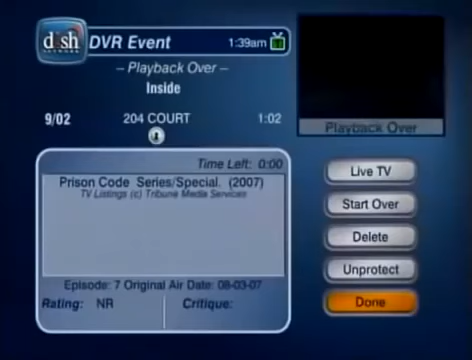 dish
NETWORK
DVR Event
1:39am
– Playback Over –
Inside
9/02
204 COURT
1:02
Playback Over
Time Left: 0:00
Prison Code Series/Special. (2007)
TV Listings (c) Tribune Media Services
Episode: 7 Original Air Date: 08-03-07
Rating: NR
Critique:
Live TV
Start Over
Delete
Unprotect
Done